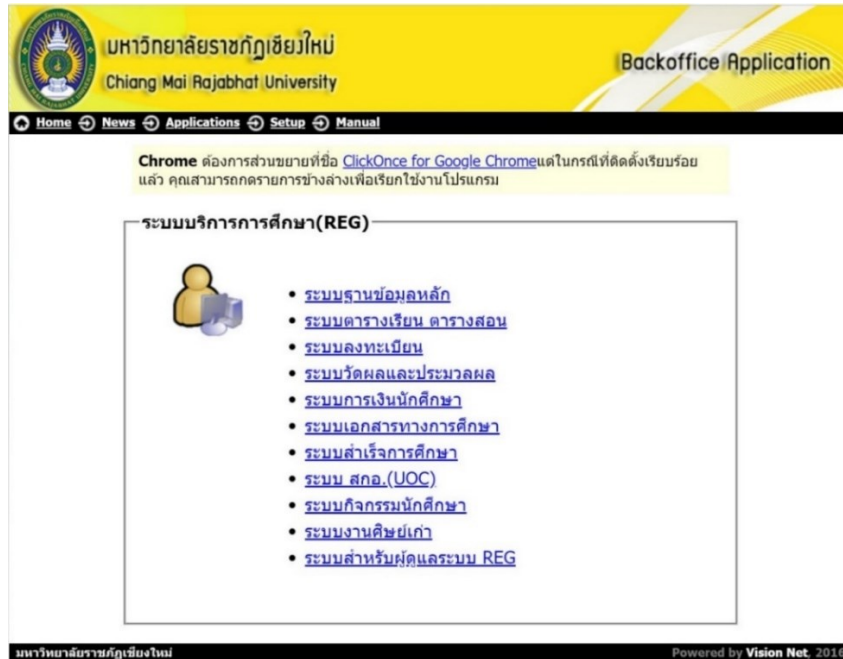 มหาวิทยาลัยราชภัฏเชียงใหม่
Chiang Mai Rajabhat University
Backoffice Application
Home News Applications Setup Manual
Chrome ต้องการส่วนขยายที่ชื่อ ClickOnce for Google Chromeแต่ในกรณีที่ติดตั้งเรียบร้อย
แล้ว คุณสามารถกดรายการข้างล่างเพื่อเรียกใช้งานโปรแกรม
ระบบบริการการศึกษา(REG)
• ระบบฐานข้อมูลหลัก
• ระบบตารางเรียน ตารางสอน
• ระบบลงทะเบียน
• ระบบวัดผลและประมวลผล
• ระบบการเงินนักศึกษา
• ระบบเอกสารทางการศึกษา
• ระบบสำเร็จการศึกษา
• ระบบ สกอ.(UOC)
• ระบบกิจกรรมนักศึกษา
• ระบบงานศิษย์เก่า
• ระบบสำหรับผู้ดูแลระบบ REG
มหาวิทยาลัยราชภัฏเชียงใหม่
Powered by Vision Net, 2016